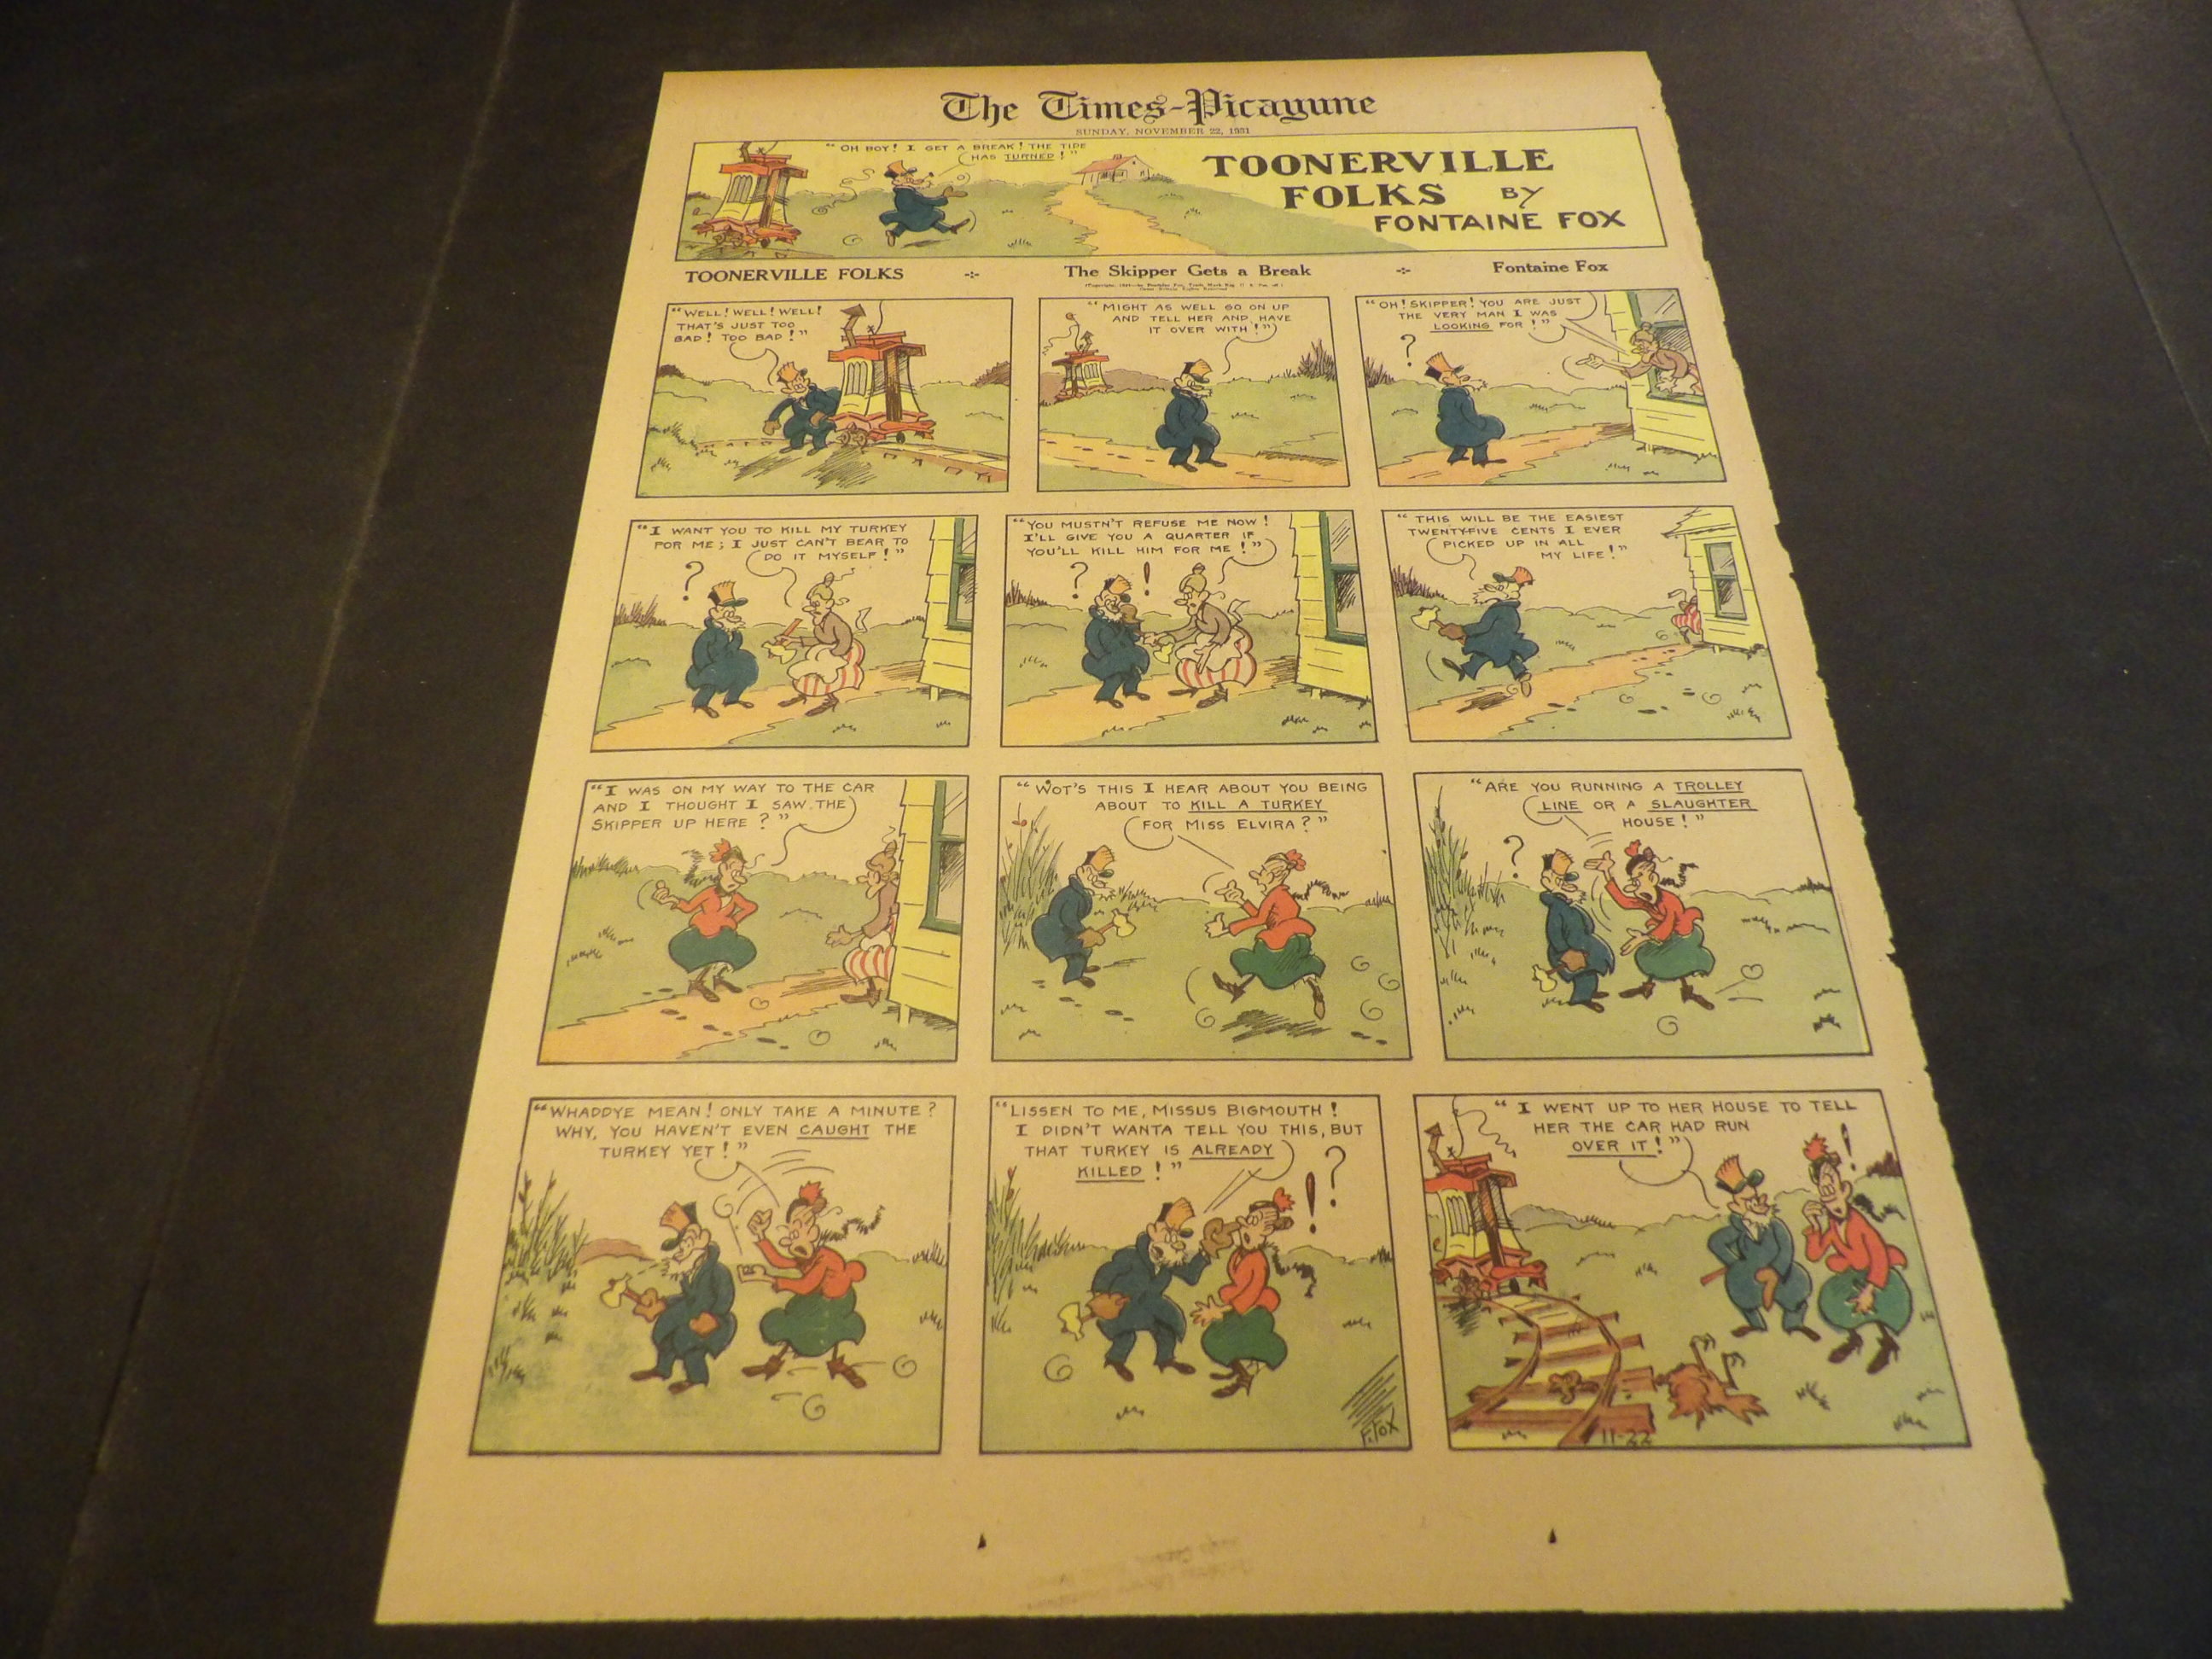 The Times-Picayune
SUNDAY, NOVEMBER 22, 1931
"OH BOY! I GET A BREAK! THE TIDE
HAS TURNED!"
TOONERVILLE
FOLKS BY
FONTAINE FOX
TOONERVILLE FOLKS
The Skipper Gets a Break
Fontaine Fox
"WELL! WELL! WELL!
THAT'S JUST TOO
BAD! TOO BAD!"
"MIGHT AS WELL GO ON UP
AND TELL HER AND HAVE
IT OVER WITH!"
"OH! SKIPPER! YOU ARE JUST
THE VERY MAN I WAS
LOOKING FOR!"
?
"I WANT YOU TO KILL MY TURKEY
FOR ME; I JUST CAN'T BEAR TO
DO IT MYSELF!"
?
"YOU MUSTN'T REFUSE ME NOW!
I'LL GIVE YOU A QUARTER IF
YOU'LL KILL HIM FOR ME!"
? !
"THIS WILL BE THE EASIEST
TWENTY-FIVE CENTS I EVER
PICKED UP IN ALL
MY LIFE!"
"I WAS ON MY WAY TO THE CAR
AND I THOUGHT I SAW THE
SKIPPER UP HERE?"
"WOT'S THIS I HEAR ABOUT YOU BEING
ABOUT TO KILL A TURKEY
FOR MISS ELVIRA?"
"ARE YOU RUNNING A TROLLEY
LINE OR A SLAUGHTER
HOUSE!"
?
"WHADDYE MEAN! ONLY TAKE A MINUTE?
WHY, YOU HAVEN'T EVEN CAUGHT THE
TURKEY YET!"
"LISSEN TO ME, MISSUS BIGMOUTH!
I DIDN'T WANTA TELL YOU THIS, BUT
THAT TURKEY IS ALREADY
KILLED!"
! ?
F. FOX
"I WENT UP TO HER HOUSE TO TELL
HER THE CAR HAD RUN
OVER IT!"
!
11-22